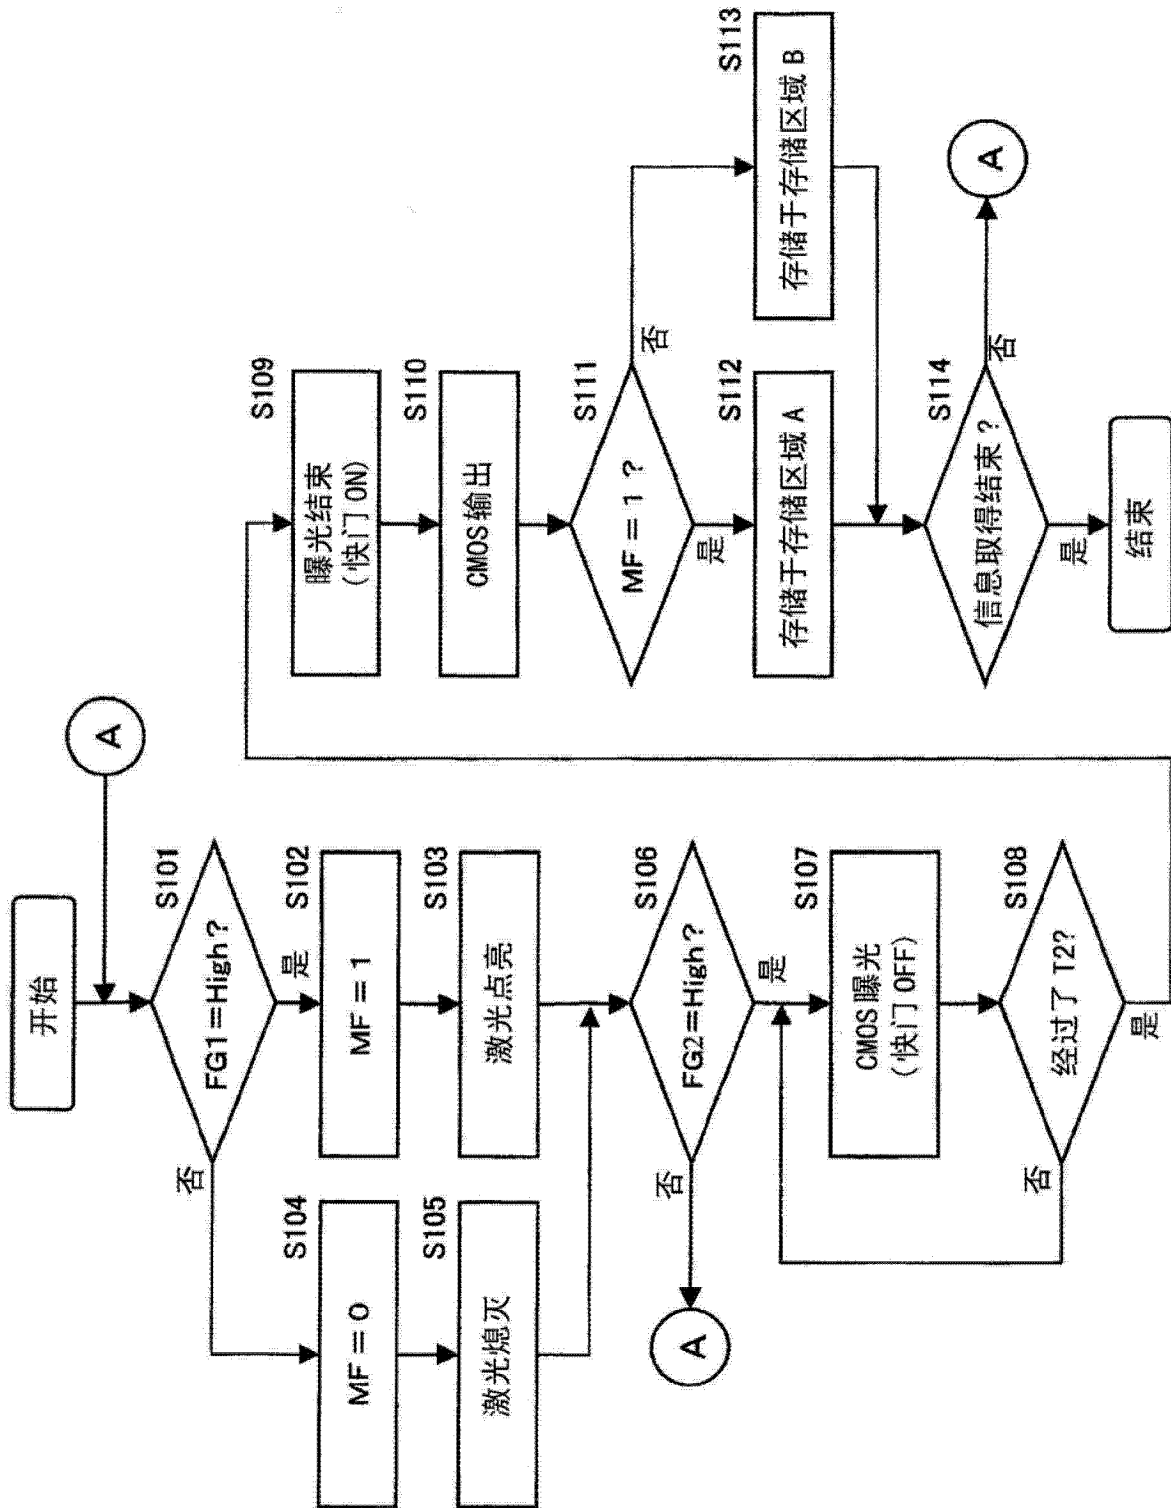 开始
A
S101
FG1=High?
是
否
S102
MF=1
S103
激光点亮
S104
MF=0
S105
激光熄灭
S106
FG2=High?
是
否
A
S107
CMOS 曝光
(快门 OFF)
S108
经过了 T2?
否
是
S109
曝光结束
(快门 ON)
S110
CMOS 输出
S111
MF=1?
是
否
S112
存储于存储区域 A
S113
存储于存储区域 B
S114
信息取得结束?
否
A
是
结束